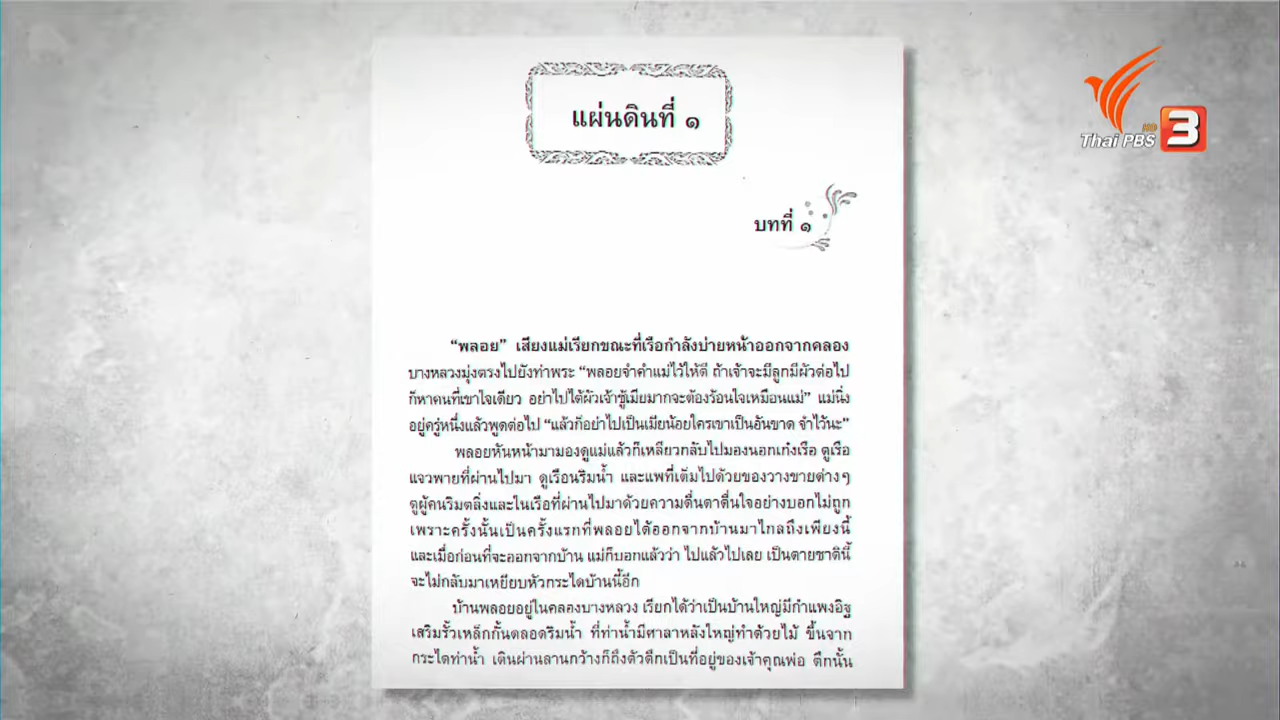 แผ่นดินที่ ๑
Thai PBS HD 3
บทที่ ๑
“พลอย” เสียงแม่เรียกขณะที่เรือกำลังบ่ายหน้าออกจากคลอง
บางหลวงมุ่งตรงไปยังท่าพระ “พลอยจำคำแม่ไว้ให้ดี ถ้าเจ้าจะมีลูกมีผัวต่อไป
ก็หาคนที่เขาใจเดียว อย่าไปได้ผัวเจ้าชู้เมียมากจะต้องร้อนใจเหมือนแม่” แม่นิ่ง
อยู่ครู่หนึ่งแล้วพูดต่อไป “แล้วก็อย่าไปเป็นเมียน้อยใครเขาเป็นอันขาด จำไว้นะ”
พลอยหันหน้ามามองดูแม่แล้วก็เหลียวกลับไปมองนอกเก๋งเรือ ดูเรือ
แจวพายที่ผ่านไปมา ดูเรือนริมน้ำ และแพที่เต็มไปด้วยของวางขายต่างๆ
ดูผู้คนริมตลิ่งและในเรือที่ผ่านไปมาด้วยความตื่นตาตื่นใจอย่างบอกไม่ถูก
เพราะครั้งนั้นเป็นครั้งแรกที่พลอยได้ออกจากบ้านมาไกลถึงเพียงนี้
และเมื่อก่อนที่จะออกจากบ้าน แม่ก็บอกแล้วว่า ไปแล้วไปเลย เป็นตายชาตินี้
จะไม่กลับมาเหยียบหัวกระไดบ้านนี้อีก
บ้านพลอยอยู่ในคลองบางหลวง เรียกได้ว่าเป็นบ้านใหญ่มีกำแพงอิฐ
เสริมรั้วเหล็กกั้นตลอดริมน้ำ ที่ท่าน้ำมีศาลาหลังใหญ่ทำด้วยไม้ ขึ้นจาก
กระไดท่าน้ำ เดินผ่านลานกว้างก็ถึงตัวตึกเป็นที่อยู่ของเจ้าคุณพ่อ ตึกนั้น